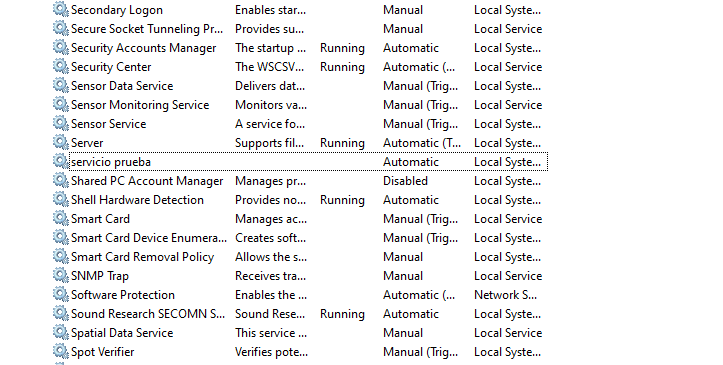 Secondary Logon Enables star... Manual Local Syste...
Secure Socket Tunneling Pr... Provides su... Manual Local Service
Security Accounts Manager The startup ... Running Automatic Local Syste...
Security Center The WSCSV... Running Automatic (... Local Service
Sensor Data Service Delivers dat... Manual (Trig... Local Syste...
Sensor Monitoring Service Monitors va... Manual (Trig... Local Service
Sensor Service A service fo... Manual (Trig... Local Syste...
Server Supports fil... Running Automatic (T... Local Syste...
servicio prueba Automatic Local Syste...
Shared PC Account Manager Manages pr... Disabled Local Syste...
Shell Hardware Detection Provides no... Running Automatic Local Syste...
Smart Card Manages ac... Manual (Trig... Local Service
Smart Card Device Enumera... Creates soft... Manual (Trig... Local Syste...
Smart Card Removal Policy Allows the s... Manual Local Syste...
SNMP Trap Receives tra... Manual Local Service
Software Protection Enables the ... Automatic (... Network S...
Sound Research SECOMN S... Sound Rese... Running Automatic Local Syste...
Spatial Data Service This service ... Manual Local Service
Spot Verifier Verifies pote... Manual (Trig... Local Syste...